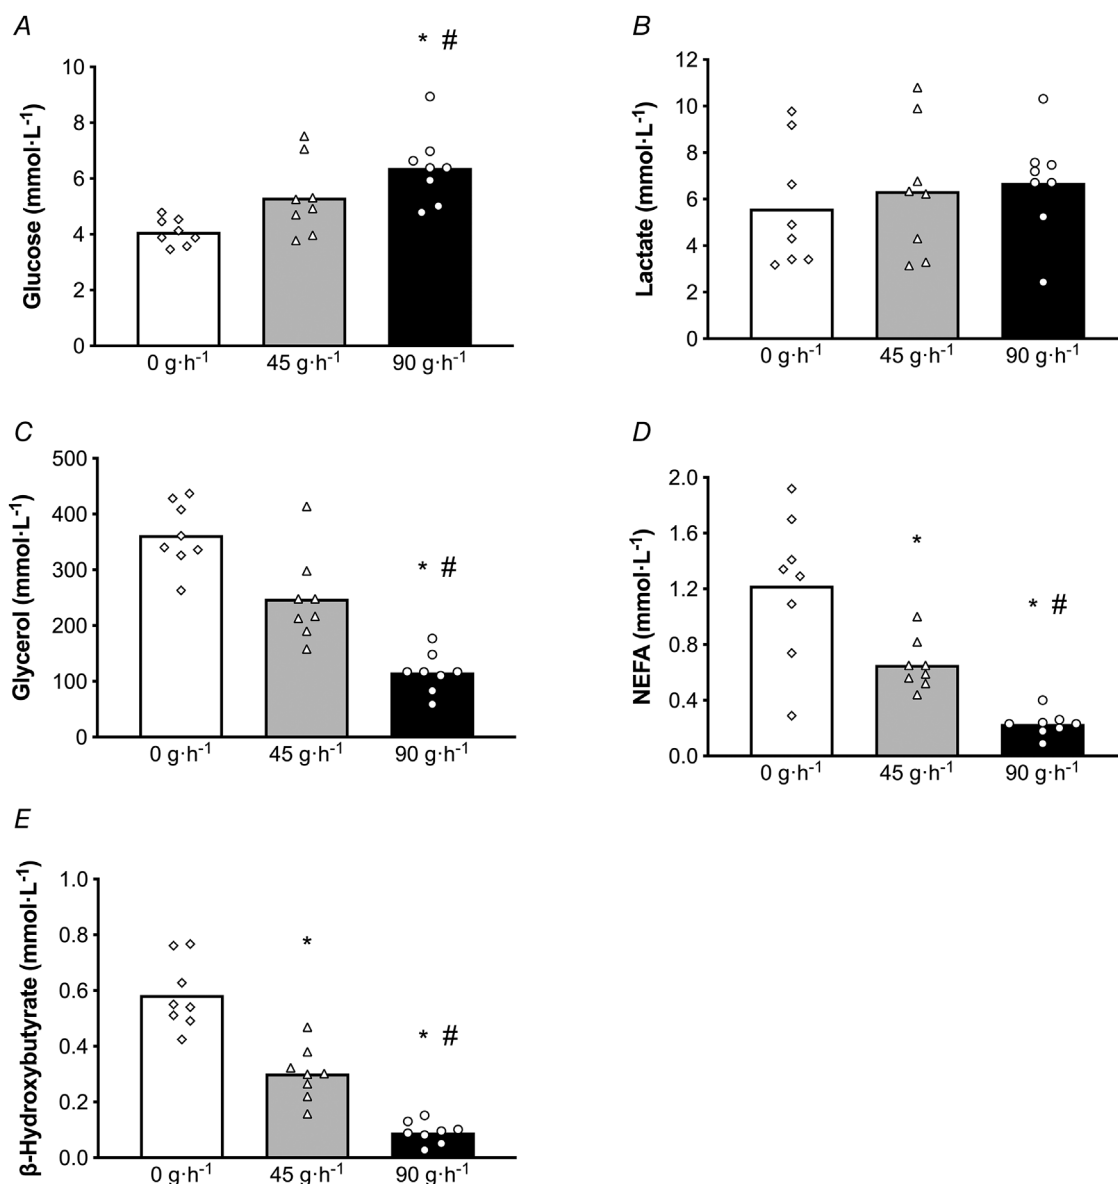 A
* #
Glucose (mmol·L⁻¹)
10
8
6
4
2
0
0 g·h⁻¹ 45 g·h⁻¹ 90 g·h⁻¹
B
Lactate (mmol·L⁻¹)
12
10
8
6
4
2
0
0 g·h⁻¹ 45 g·h⁻¹ 90 g·h⁻¹
C
Glycerol (mmol·L⁻¹)
500
400
300
200
100
0
* #
0 g·h⁻¹ 45 g·h⁻¹ 90 g·h⁻¹
D
NEFA (mmol·L⁻¹)
2.0
1.6
1.2
0.8
0.4
0.0
*
* #
0 g·h⁻¹ 45 g·h⁻¹ 90 g·h⁻¹
E
β-Hydroxybutyrate (mmol·L⁻¹)
1.0
0.8
0.6
0.4
0.2
0.0
*
* #
0 g·h⁻¹ 45 g·h⁻¹ 90 g·h⁻¹